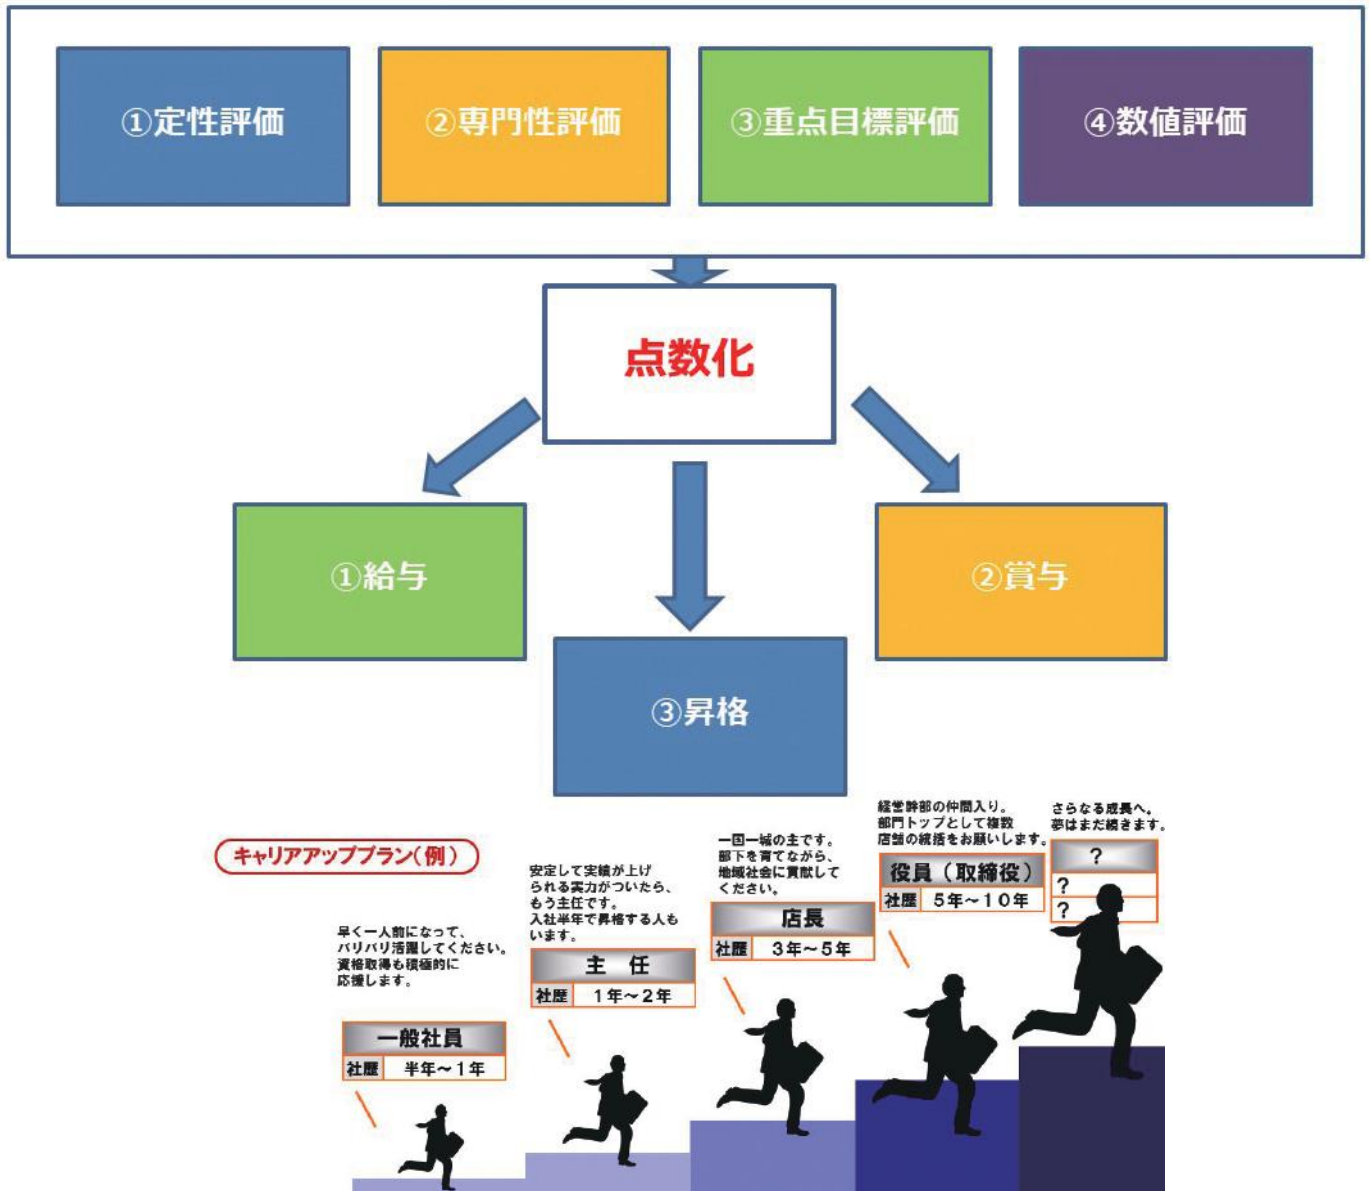 ①定性評価
②専門性評価
③重点目標評価
④数値評価
点数化
①給与
②賞与
③昇格
キャリアアッププラン(例)
早く一人前になって、
バリバリ活躍してください。
資格取得も積極的に
応援します。
一般社員
社歴 半年～1年
安定して実績が上げ
られる実力がついたら、
もう主任です。
入社半年で昇格する人も
います。
主 任
社歴 1年～2年
一国一城の主です。
部下を育てながら、
地域社会に貢献して
ください。
店長
社歴 3年～5年
経営幹部の仲間入り。
部門トップとして複数
店舗の統括をお願いします。
役員(取締役)
社歴 5年～10年
さらなる成長へ。
夢はまだ続きます。
?
?
?